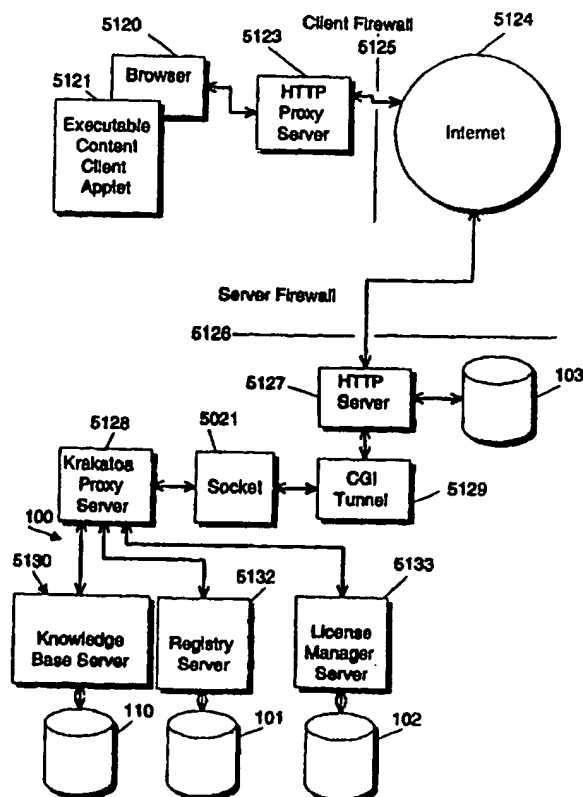 Client Firewall
5120
5123
5125
5124
5121
Browser
HTTP
Proxy
Server
Internet
Executable
Content
Client
Applet
Server Firewall
5126
5127
HTTP
Server
103
5128
5021
Krakatoa
Proxy
Server
Socket
CGI
Tunnel
5129
100
5130
5132
5133
Knowledge
Base Server
Registry
Server
License
Manager
Server
110
101
102